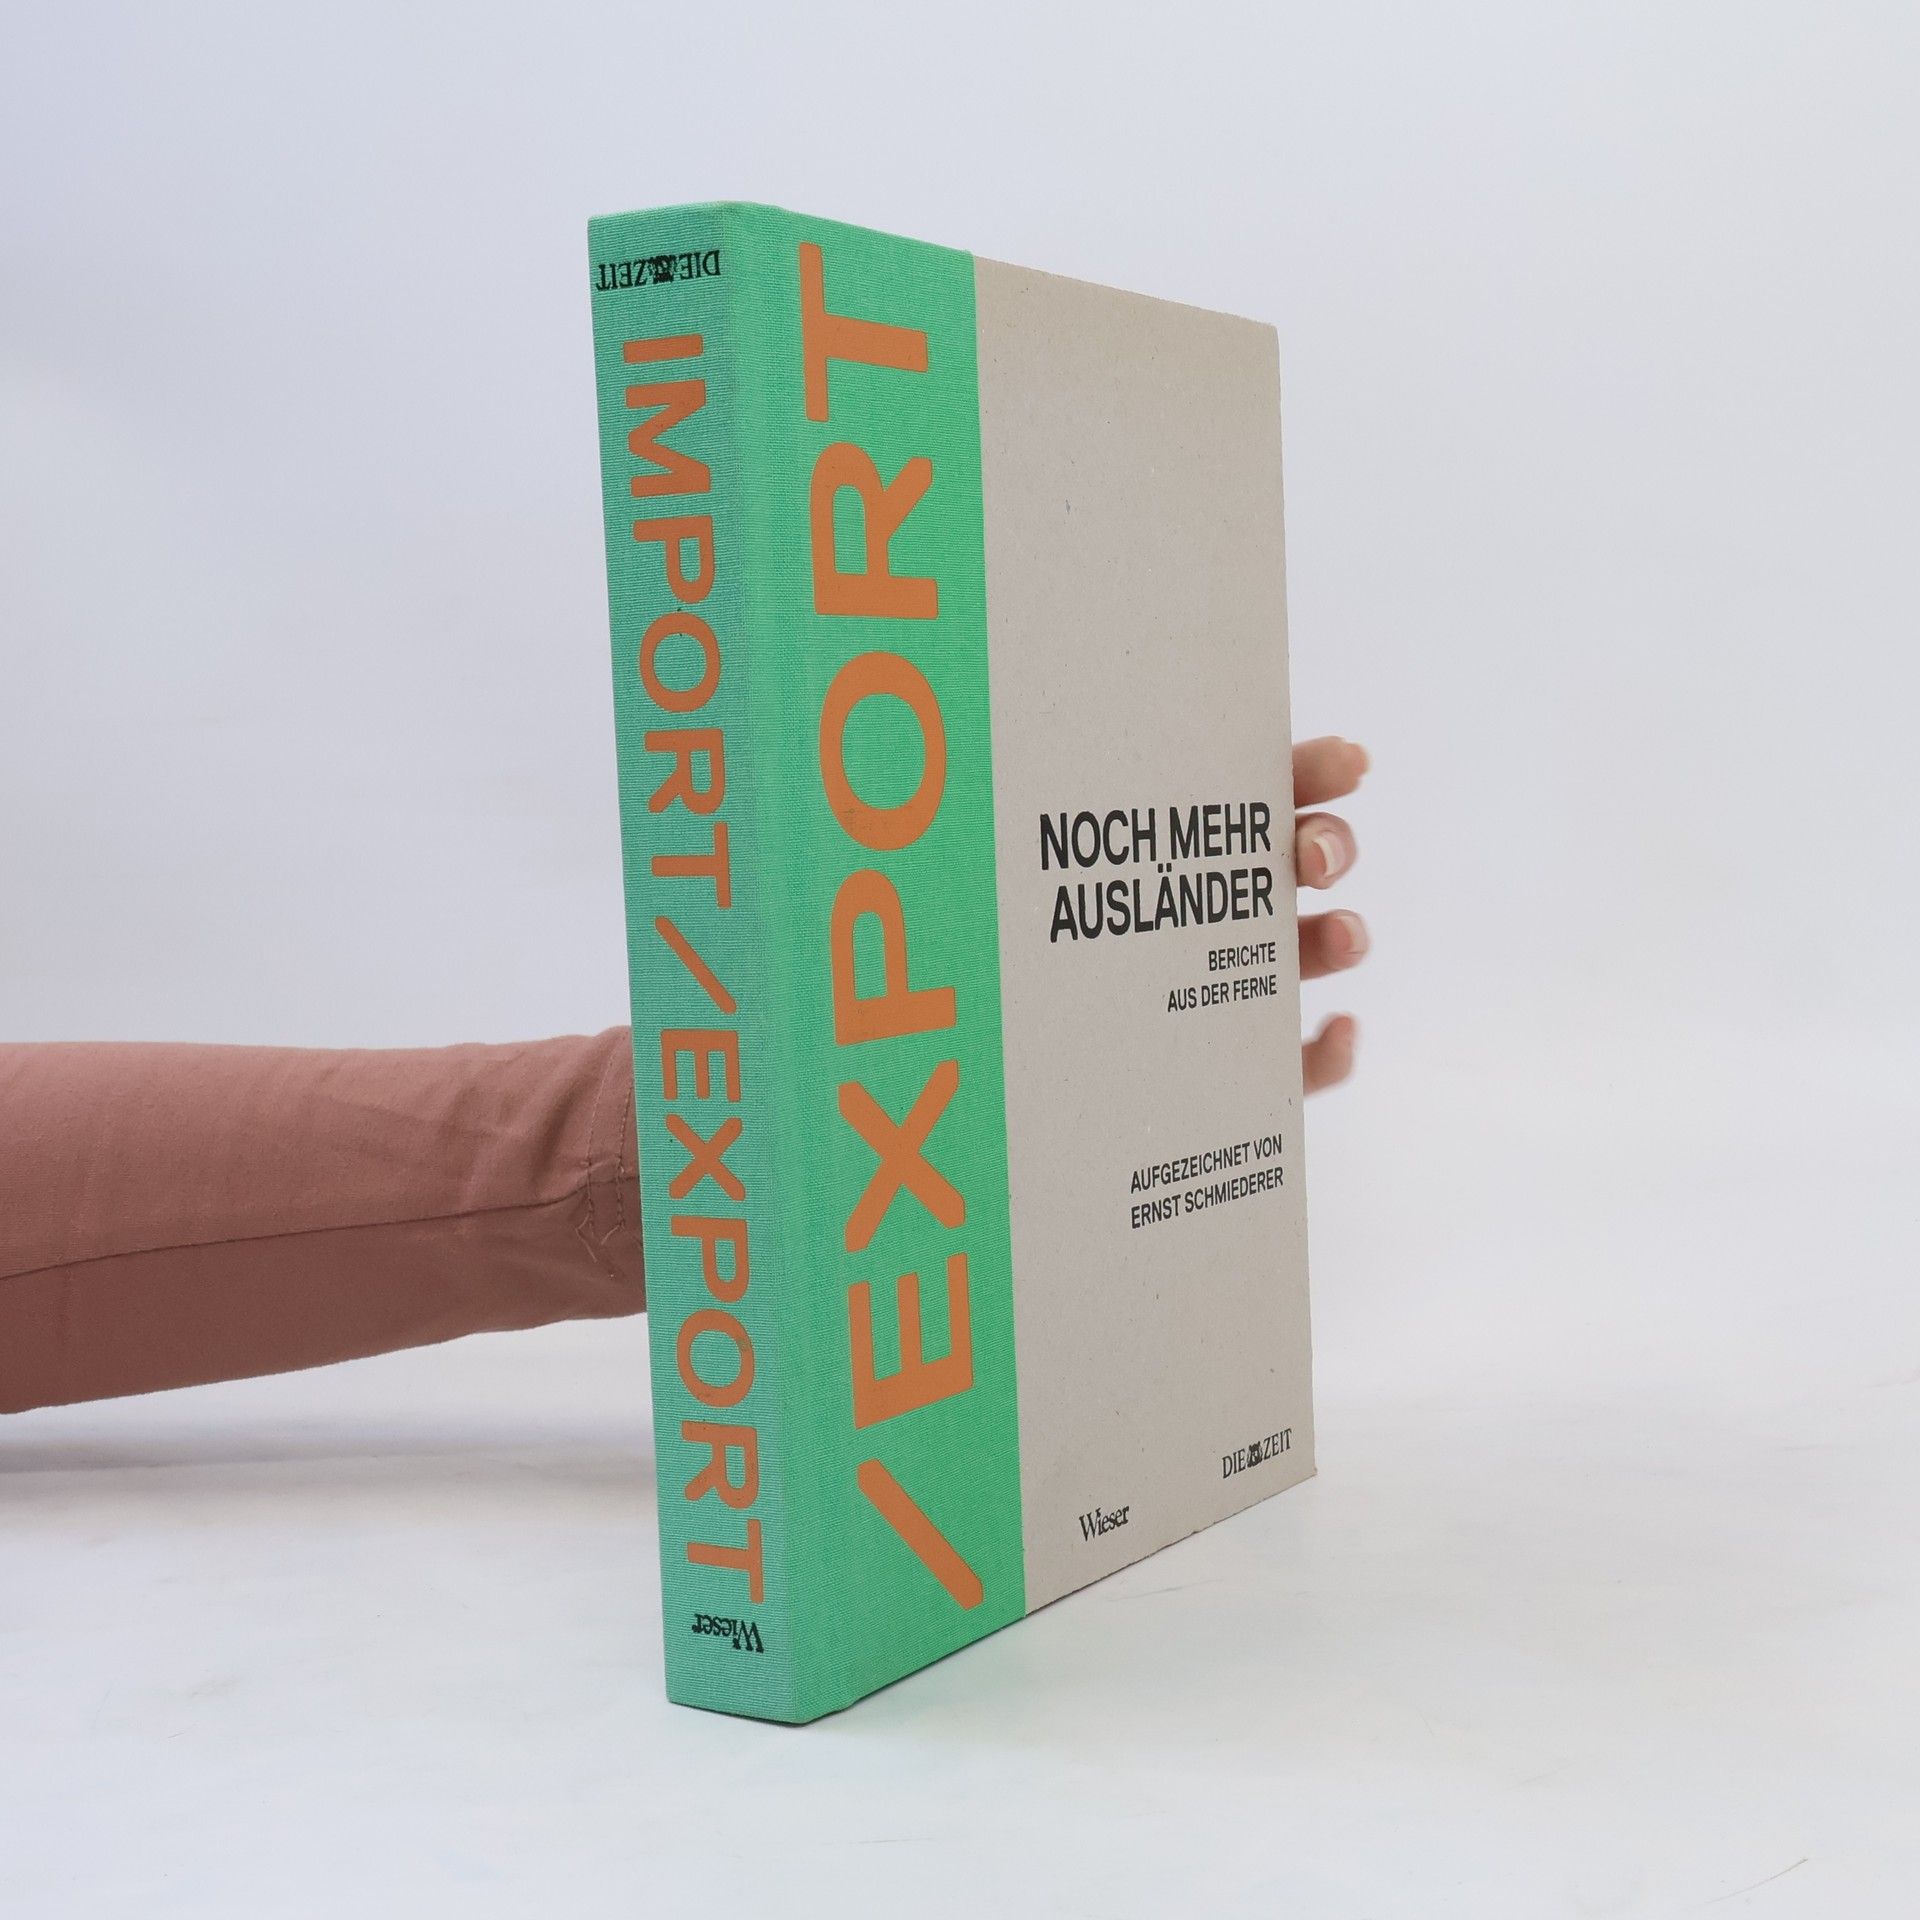 DIE ZEIT
IMPORT/EXPORT
Wieser
/EXPORT
NOCH MEHR
AUSLÄNDER
BERICHTE
AUS DER FERNE
AUFGEZEICHNET VON
ERNST SCHMIEDERER
Wieser
DIE ZEIT